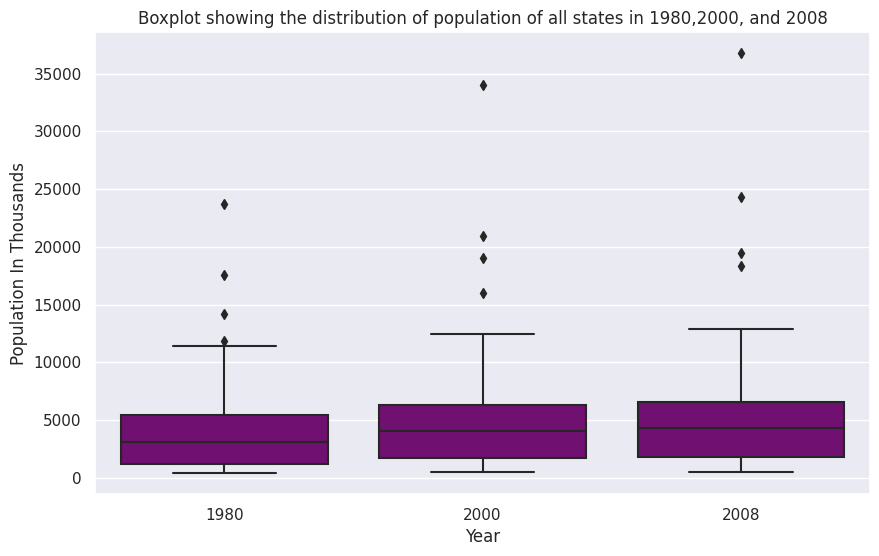 Boxplot showing the distribution of population of all states in 1980,2000, and 2008
35000
30000
25000
20000
15000
10000
5000
0
Population In Thousands
1980 2000 2008
Year